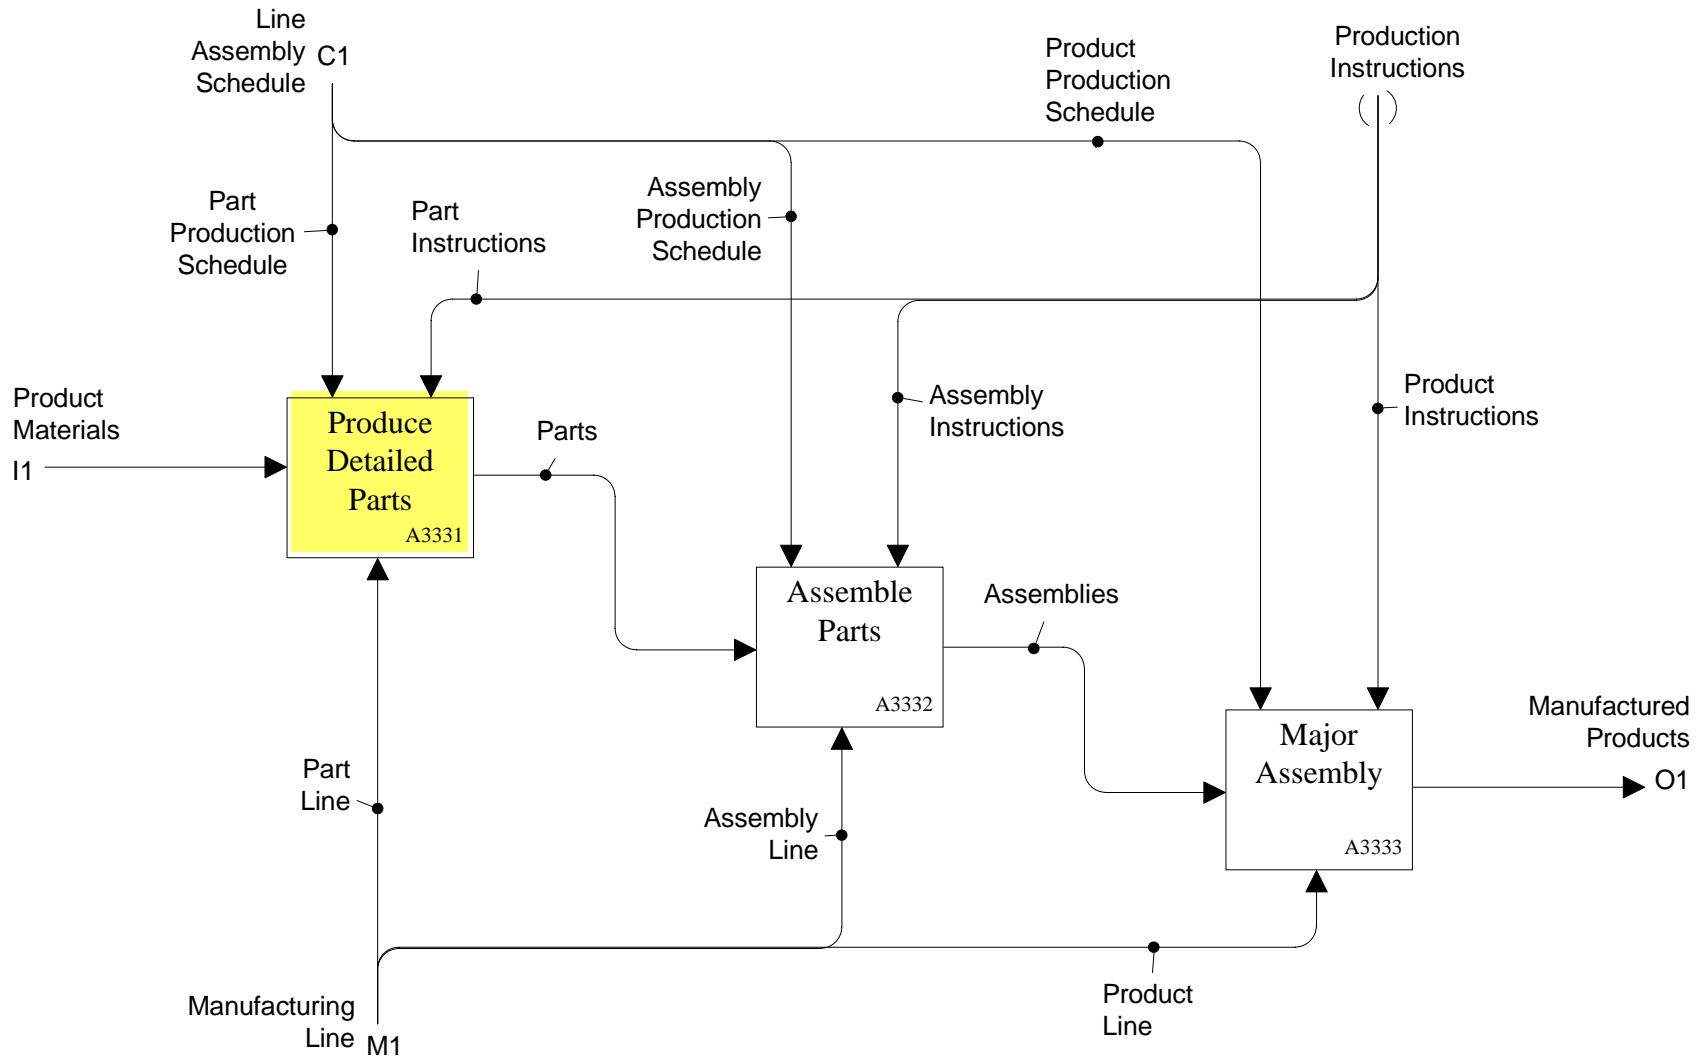 Line
Assembly
Schedule
C1
Product
Production
Schedule
Production
Instructions
Part
Production
Schedule
Part
Instructions
Assembly
Production
Schedule
Product
Materials
I1
Produce
Detailed
Parts
A3331
Parts
Assembly
Instructions
Product
Instructions
Assemble
Parts
A3332
Assemblies
Major
Assembly
A3333
Manufactured
Products
O1
Part
Line
Assembly
Line
Product
Line
Manufacturing
Line
M1